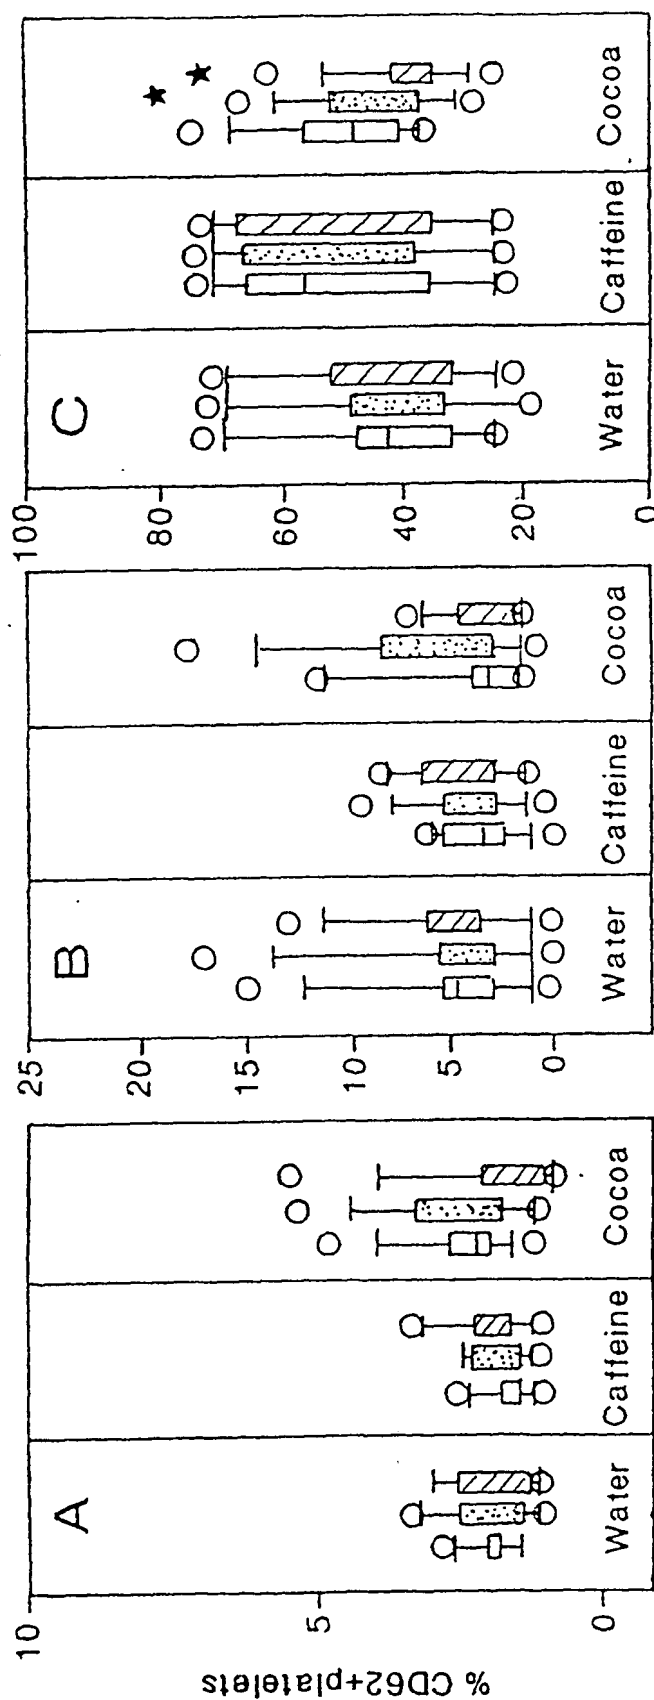 % CD62+platelets
10
5
0
A
Water
Caffeine
Cocoa
25
20
15
10
5
0
B
Water
Caffeine
Cocoa
100
80
60
40
20
0
C
Water
Caffeine
Cocoa